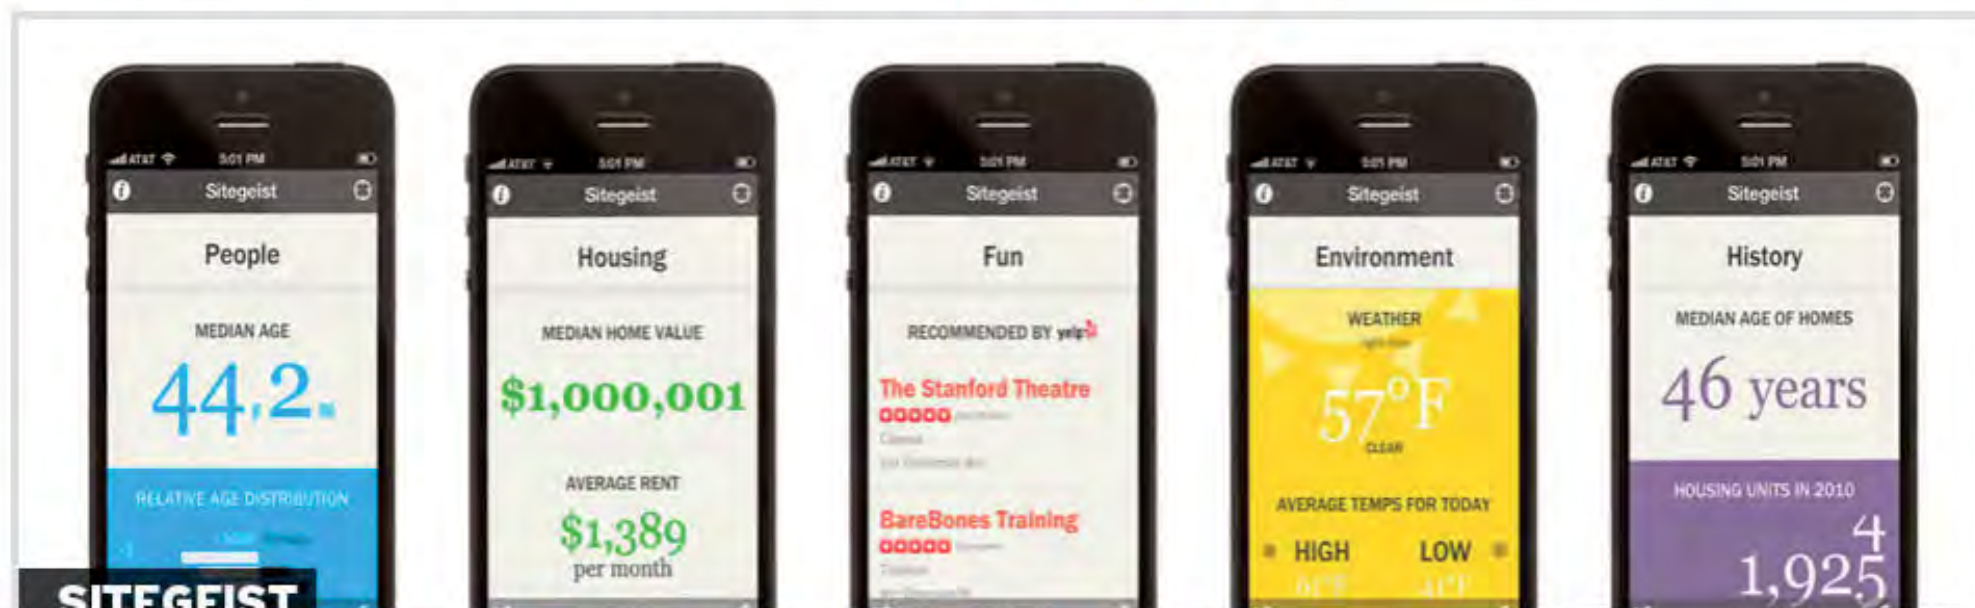 AT&T 5:01 PM
Sitegeist
People
MEDIAN AGE
44.2
RELATIVE AGE DISTRIBUTION
AT&T 5:01 PM
Sitegeist
Housing
MEDIAN HOME VALUE
$1,000,001
AVERAGE RENT
$1,389
per month
AT&T 5:01 PM
Sitegeist
Fun
RECOMMENDED BY yelp
The Stanford Theatre
BareBones Training
AT&T 5:01 PM
Sitegeist
Environment
WEATHER
right now
57°F
CLEAR
AVERAGE TEMPS FOR TODAY
HIGH LOW
AT&T 5:01 PM
Sitegeist
History
MEDIAN AGE OF HOMES
46 years
HOUSING UNITS IN 2010
4
1,925
SITEGEIST